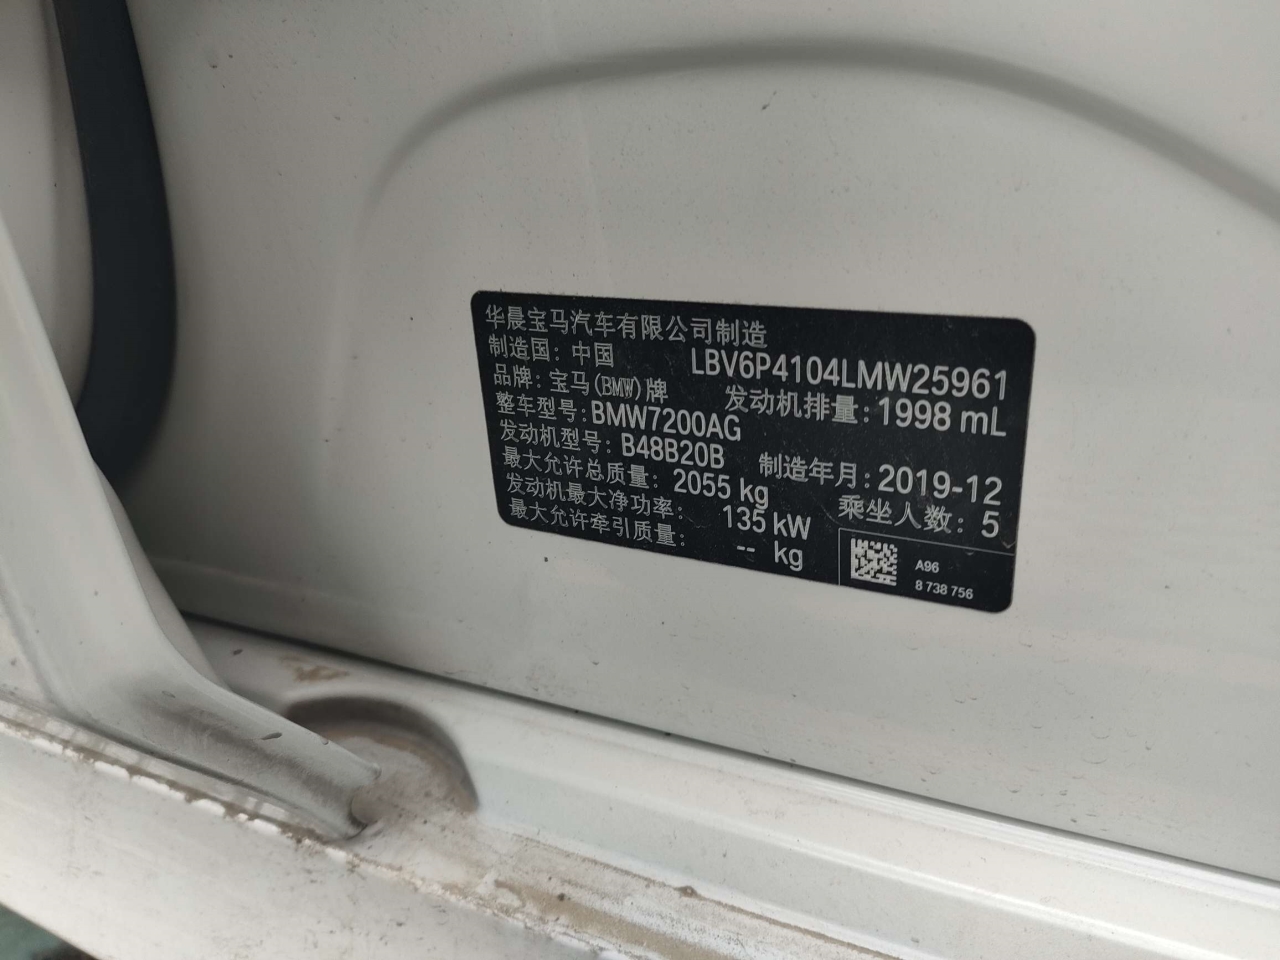 华晨宝马汽车有限公司制造
制造国：中国 LBV6P4104LMW25961
品牌：宝马(BMW)牌 发动机排量：1998 mL
整车型号：BMW7200AG
发动机型号：B48B20B 制造年月：2019-12
最大允许总质量：2055 kg 乘坐人数：5
发动机最大净功率：135 kW
最大允许牵引质量：-- kg
A96
8 738 756